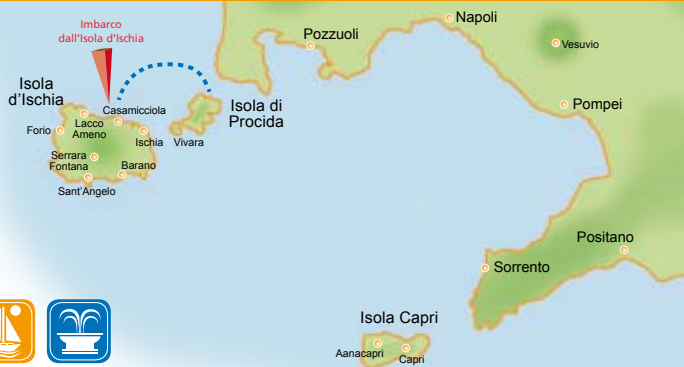 Imbarco
dall'Isola d'Ischia
Napoli
Pozzuoli
Vesuvio
Isola
d'Ischia
Casamicciola
Isola di
Procida
Pompei
Lacco
Ameno
Forio
Ischia
Vivara
Serrara
Fontana
Barano
Sant'Angelo
Positano
Sorrento
Isola Capri
Aanacapri
Capri